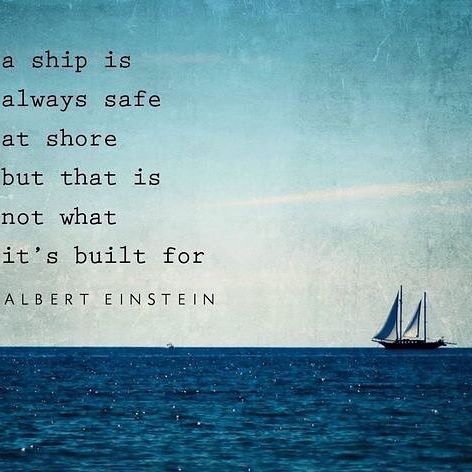 a ship is
always safe
at shore
but that is
not what
it's built for
ALBERT EINSTEIN